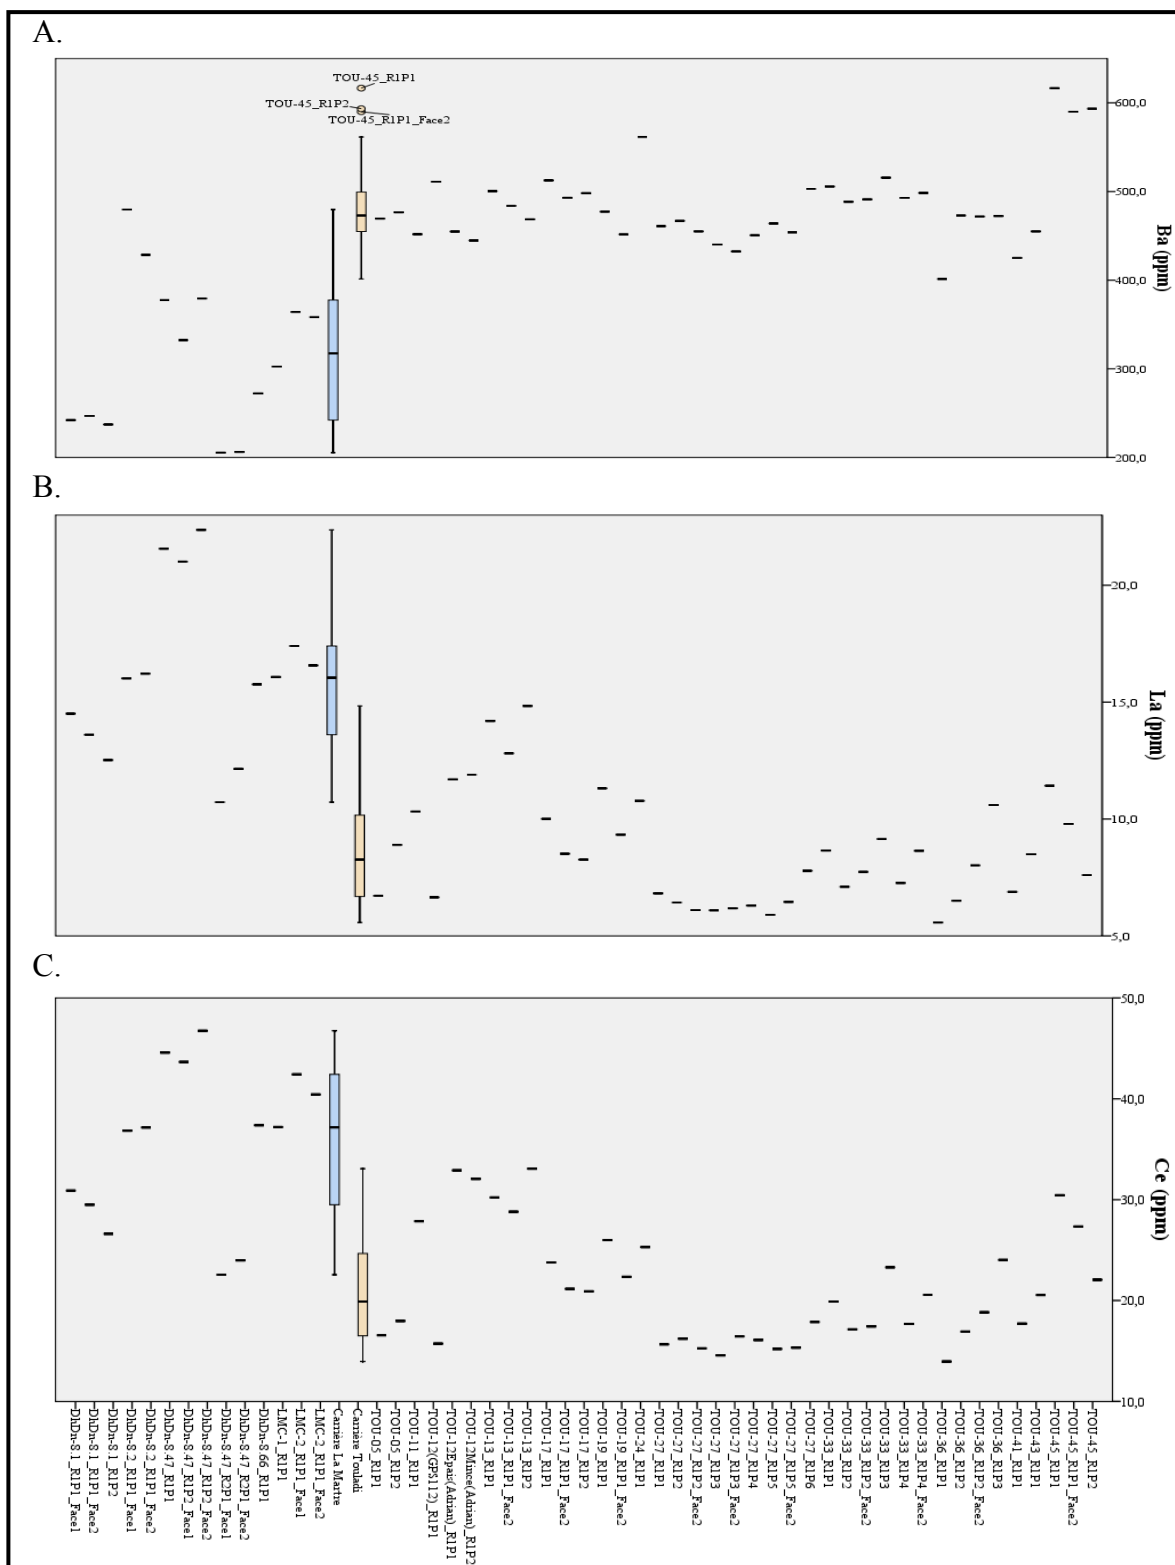 A.
TOU-45_R1P1
TOU-45_R1P2
TOU-45_R1P1_Face2
600,0
500,0
400,0
300,0
200,0
Ba (ppm)
B.
20,0
15,0
10,0
5,0
La (ppm)
C.
50,0
40,0
30,0
20,0
10,0
Ce (ppm)
DhDn-8.1_R1P1_Face1
DhDn-8.1_R1P1_Face2
DhDn-8.1_R1P2
DhDn-8.2_R1P1_Face1
DhDn-8.2_R1P1_Face2
DhDn-8.47_R1P1
DhDn-8.47_R1P2_Face1
DhDn-8.47_R1P2_Face2
DhDn-8.47_R2P1_Face1
DhDn-8.47_R2P1_Face2
DhDn-8.66_R1P1
LMC-1_R1P1
LMC-2_R1P1_Face1
LMC-2_R1P1_Face2
Carrière La Martre
Carrière Touladi
TOU-05_R1P1
TOU-05_R1P2
TOU-11_R1P1
TOU-12(GPS112)_R1P1
TOU-12Epais(Adrian)_R1P1
TOU-12Mince(Adrian)_R1P2
TOU-13_R1P1
TOU-13_R1P1_Face2
TOU-13_R1P2
TOU-17_R1P1
TOU-17_R1P1_Face2
TOU-17_R1P2
TOU-19_R1P1
TOU-19_R1P1_Face2
TOU-24_R1P1
TOU-27_R1P1
TOU-27_R1P2
TOU-27_R1P2_Face2
TOU-27_R1P3
TOU-27_R1P3_Face2
TOU-27_R1P4
TOU-27_R1P5
TOU-27_R1P5_Face2
TOU-27_R1P6
TOU-33_R1P1
TOU-33_R1P2
TOU-33_R1P2_Face2
TOU-33_R1P3
TOU-33_R1P4
TOU-33_R1P4_Face2
TOU-36_R1P1
TOU-36_R1P2
TOU-36_R1P2_Face2
TOU-36_R1P3
TOU-41_R1P1
TOU-43_R1P1
TOU-45_R1P1
TOU-45_R1P1_Face2
TOU-45_R1P2